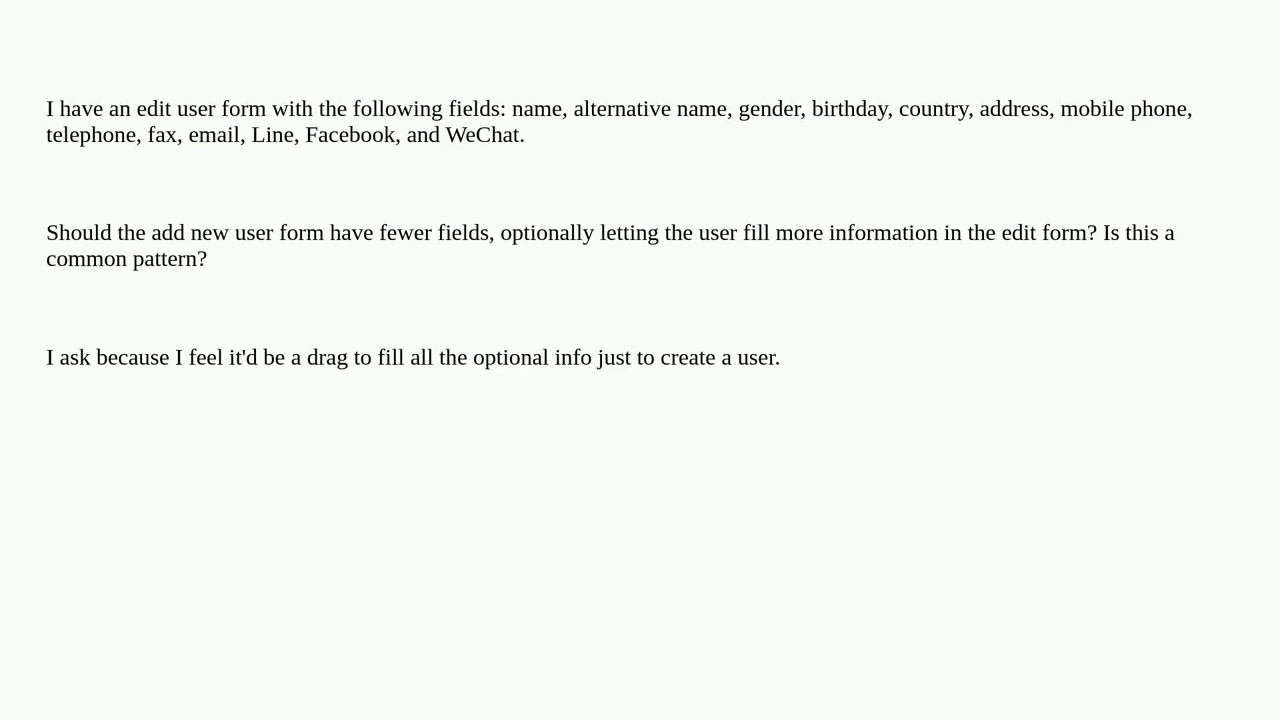 I have an edit user form with the following fields: name, alternative name, gender, birthday, country, address, mobile phone,
telephone, fax, email, Line, Facebook, and WeChat.
Should the add new user form have fewer fields, optionally letting the user fill more information in the edit form? Is this a
common pattern?
I ask because I feel it'd be a drag to fill all the optional info just to create a user.